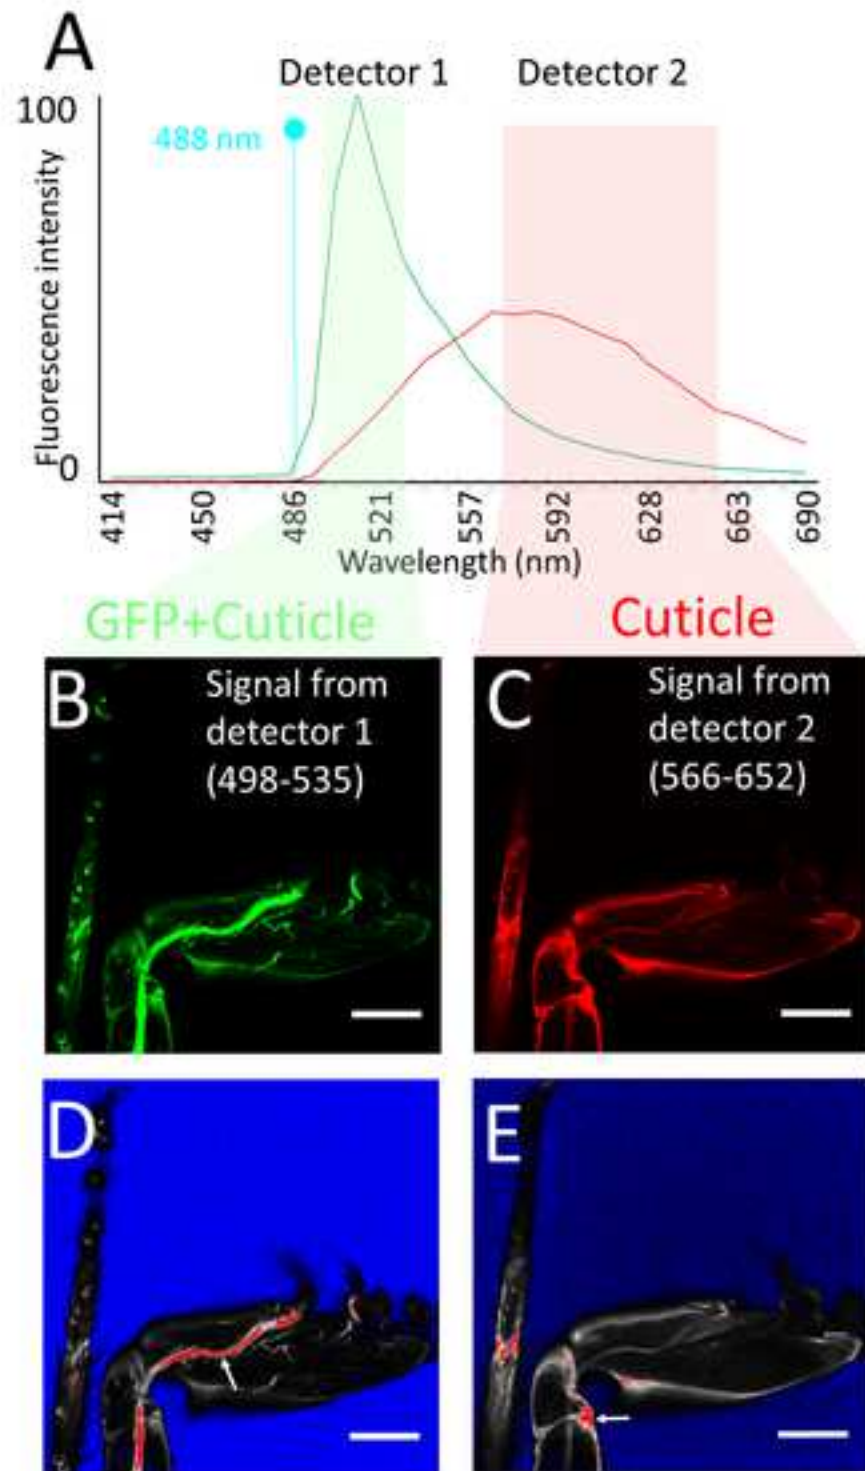 A
Detector 1 Detector 2
100
488 nm
Fluorescence intensity
0
414 450 486 521 557 592 628 663 690
Wavelength (nm)
GFP+Cuticle Cuticle
B
Signal from
detector 1
(498-535)
C
Signal from
detector 2
(566-652)
D
E